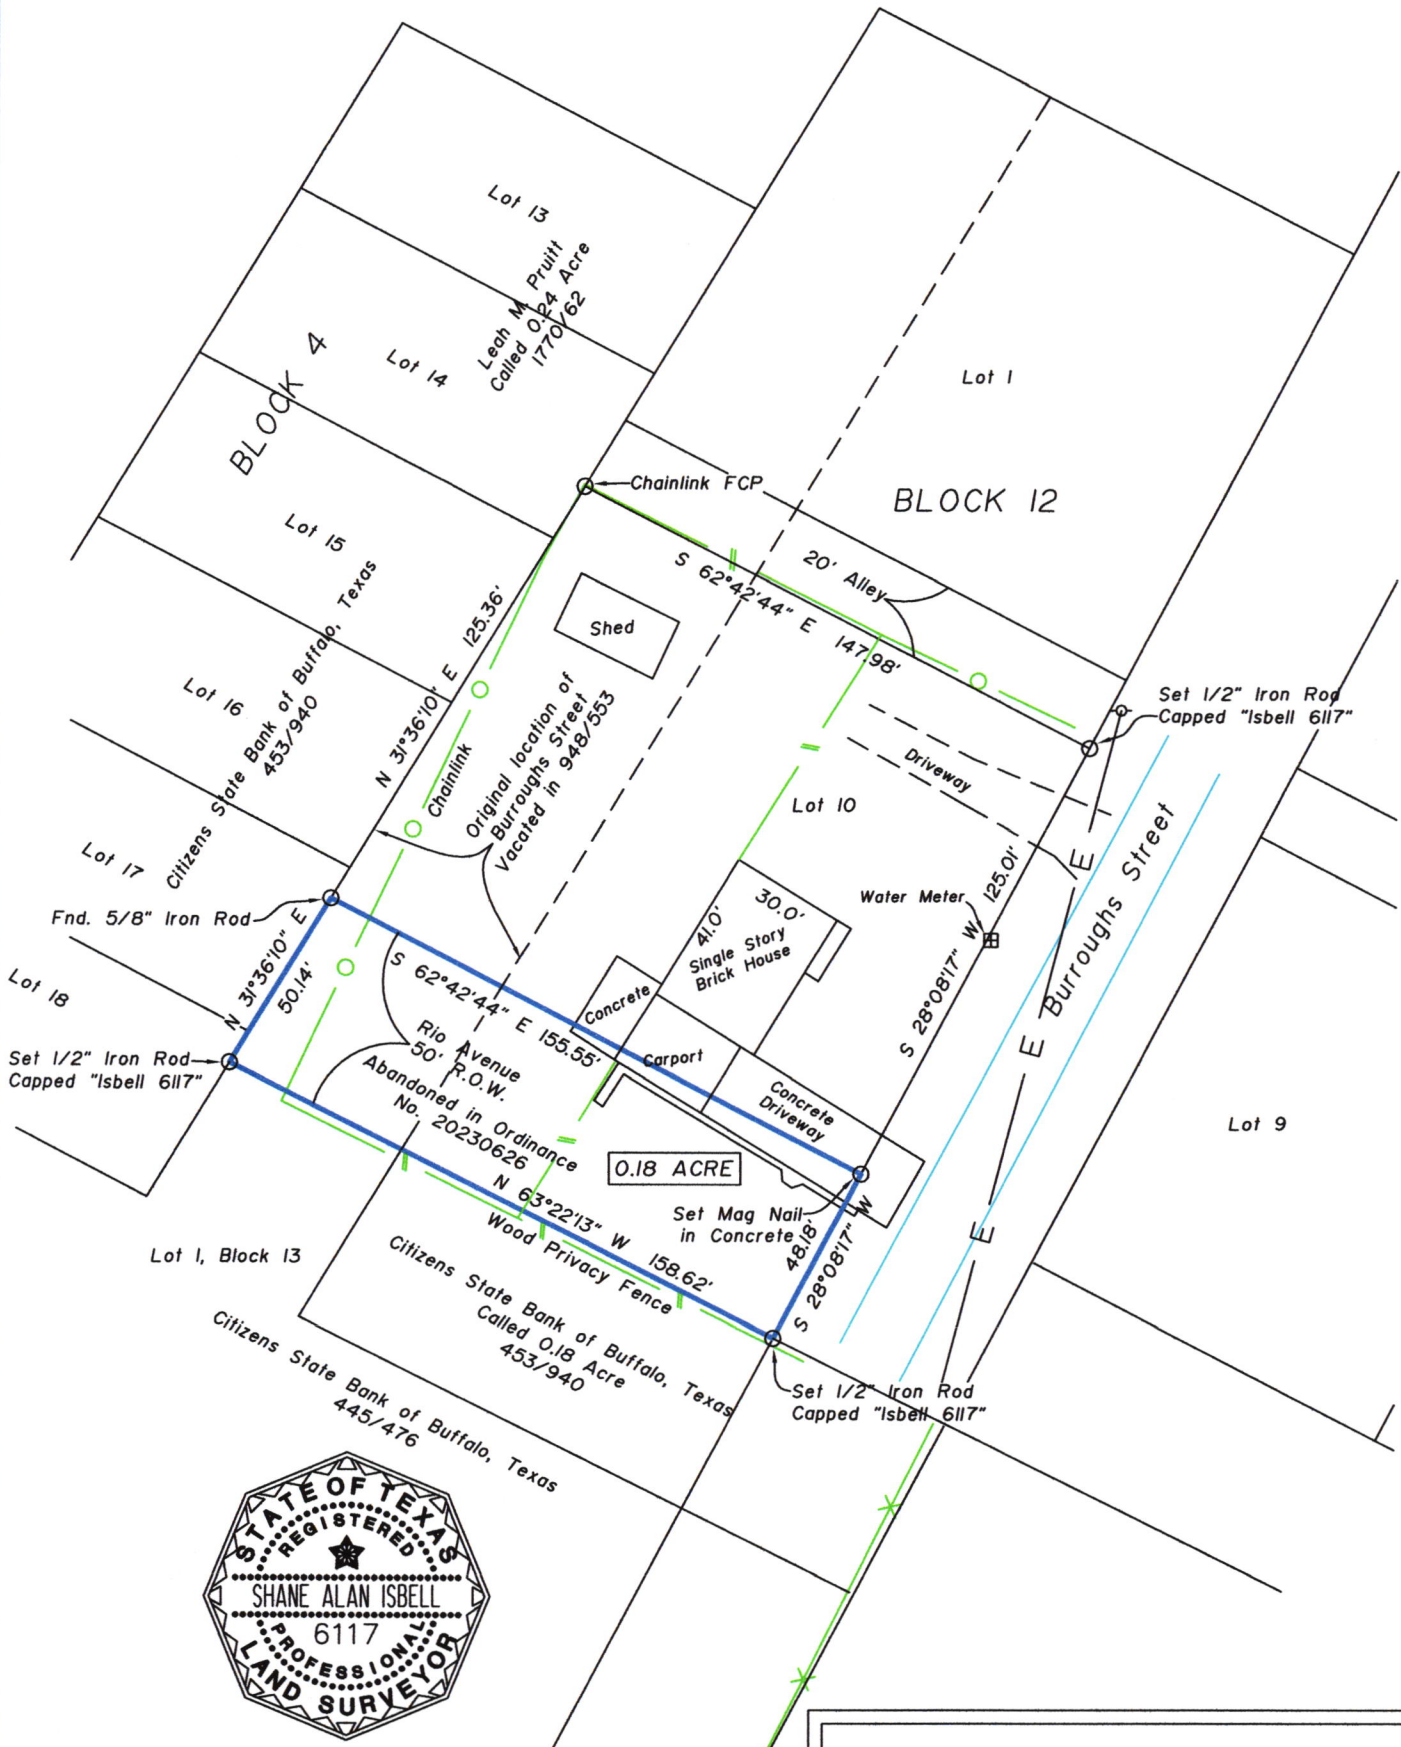 Lot 13
Leah M. Pruitt
Called 0.24 Acre
1770/62
BLOCK 4
Lot 14
Lot 1
Chainlink FCP
BLOCK 12
Lot 15
S 62°42'44" E 147.98'
20' Alley
Shed
N 31°36'10" E 125.36'
Citizens State Bank of Buffalo, Texas
453/940
Lot 16
Original location of
Burroughs Street
Vacated in 948/553
Chainlink
Set 1/2" Iron Rod
Capped "Isbell 6117"
Driveway
Lot 10
Burroughs Street
Lot 17
Water Meter
S 28°08'17" W 125.01'
E
E
E
Fnd. 5/8" Iron Rod
30.0'
41.0'
Single Story
Brick House
Lot 18
N 31°36'10" E
50.14'
S 62°42'44" E 155.55'
Concrete
Carport
Concrete
Driveway
Set 1/2" Iron Rod
Capped "Isbell 6117"
Rio Avenue
50' R.O.W.
Abandoned in Ordinance
No. 20230626
0.18 ACRE
Lot 9
N 63°22'13" W 158.62'
Wood Privacy Fence
Set Mag Nail
in Concrete
48.18'
S 28°08'17" W
Lot 1, Block 13
Citizens State Bank of Buffalo, Texas
Called 0.18 Acre
453/940
Citizens State Bank of Buffalo, Texas
445/476
Set 1/2" Iron Rod
Capped "Isbell 6117"
STATE OF TEXAS
REGISTERED
SHANE ALAN ISBELL
6117
PROFESSIONAL
LAND SURVEYOR